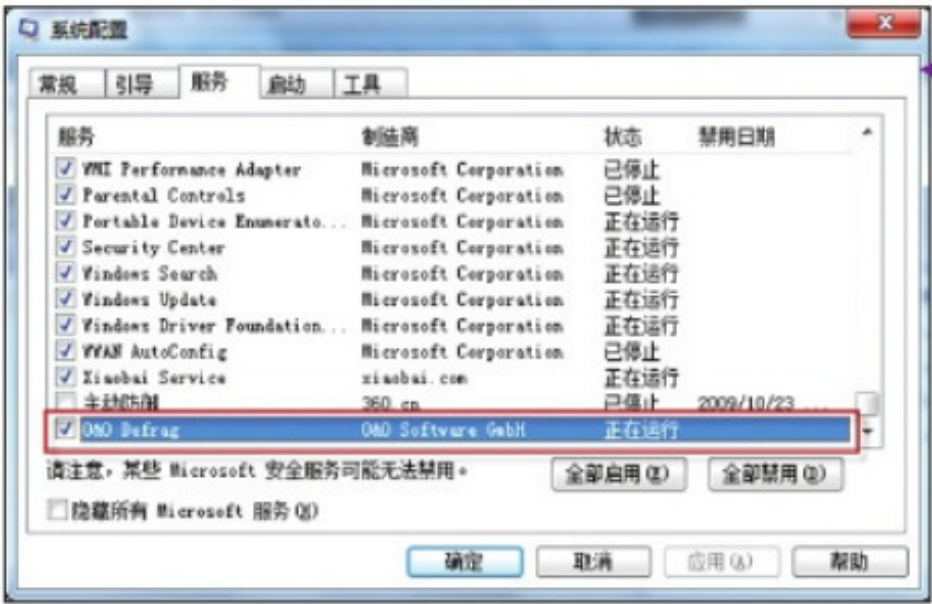 系统配置
常规 引导 服务 启动 工具
服务 制造商 状态 禁用日期
WMI Performance Adapter Microsoft Corporation 已停止
Parental Controls Microsoft Corporation 已停止
Portable Device Enumerato... Microsoft Corporation 正在运行
Security Center Microsoft Corporation 正在运行
Windows Search Microsoft Corporation 正在运行
Windows Update Microsoft Corporation 正在运行
Windows Driver Foundation... Microsoft Corporation 正在运行
WWAN AutoConfig Microsoft Corporation 已停止
Xiaobai Service xiaobai.com 正在运行
主动防御 360.cn 已停止 2009/10/23 ...
O&O Defrag O&O Software GmbH 正在运行
请注意，某些 Microsoft 安全服务可能无法禁用。
全部启用(E) 全部禁用(D)
隐藏所有 Microsoft 服务(H)
确定 取消 应用(A) 帮助